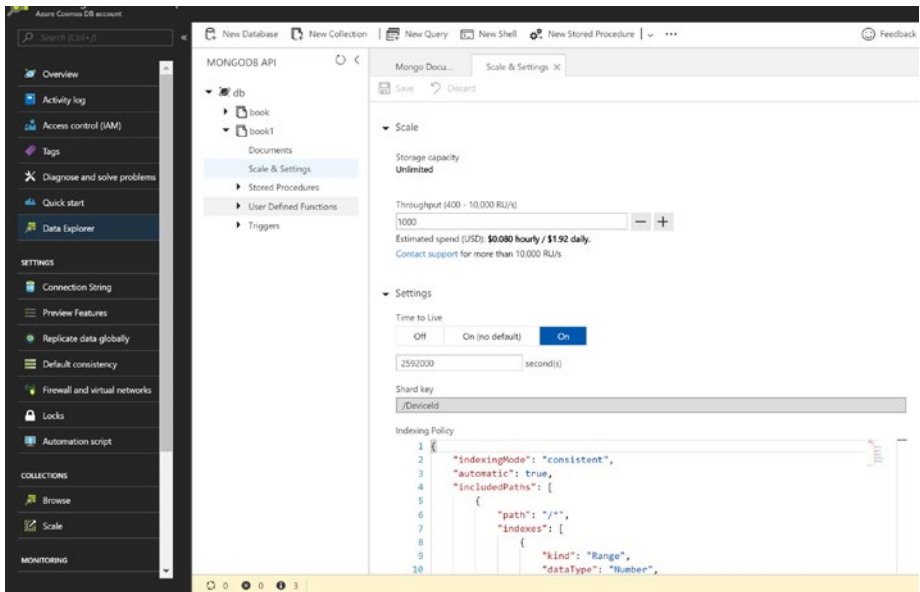 Azure Cosmos DB account
Search (Ctrl+/)
Overview
Activity log
Access control (IAM)
Tags
Diagnose and solve problems
Quick start
Data Explorer
SETTINGS
Connection String
Preview Features
Replicate data globally
Default consistency
Firewall and virtual networks
Locks
Automation script
COLLECTIONS
Browse
Scale
MONITORING
New Database New Collection New Query New Shell New Stored Procedure Feedback
MONGODB API
db
book
book1
Documents
Scale & Settings
Stored Procedures
User Defined Functions
Triggers
Mongo Docu... Scale & Settings
Save Discard
Scale
Storage capacity
Unlimited
Throughput (400 - 10,000 RU/s)
1000
Estimated spend (USD): $0.080 hourly / $1.92 daily.
Contact support for more than 10,000 RU/s
Settings
Time to Live
Off On (no default) On
2592000 second(s)
Shard key
/DeviceId
Indexing Policy
1 {
2 "indexingMode": "consistent",
3 "automatic": true,
4 "includedPaths": [
5 {
6 "path": "/*",
7 "indexes": [
8 {
9 "kind": "Range",
10 "dataType": "Number",
0 0 3